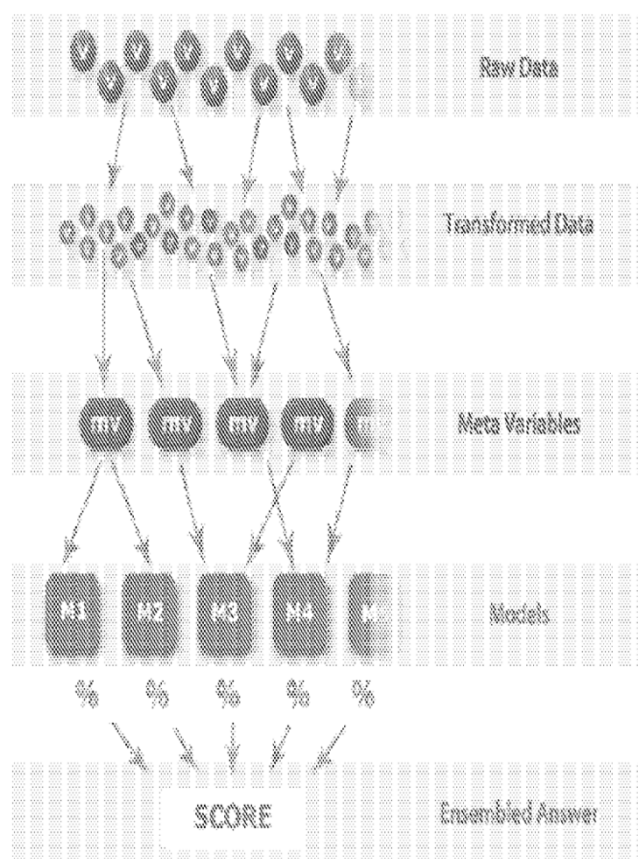 V V V V V V
V V V V V
Raw Data
Transformed Data
mv mv mv mv m
Meta Variables
M1 M2 M3 M4 M
Models
% % % % %
SCORE
Ensembled Answer